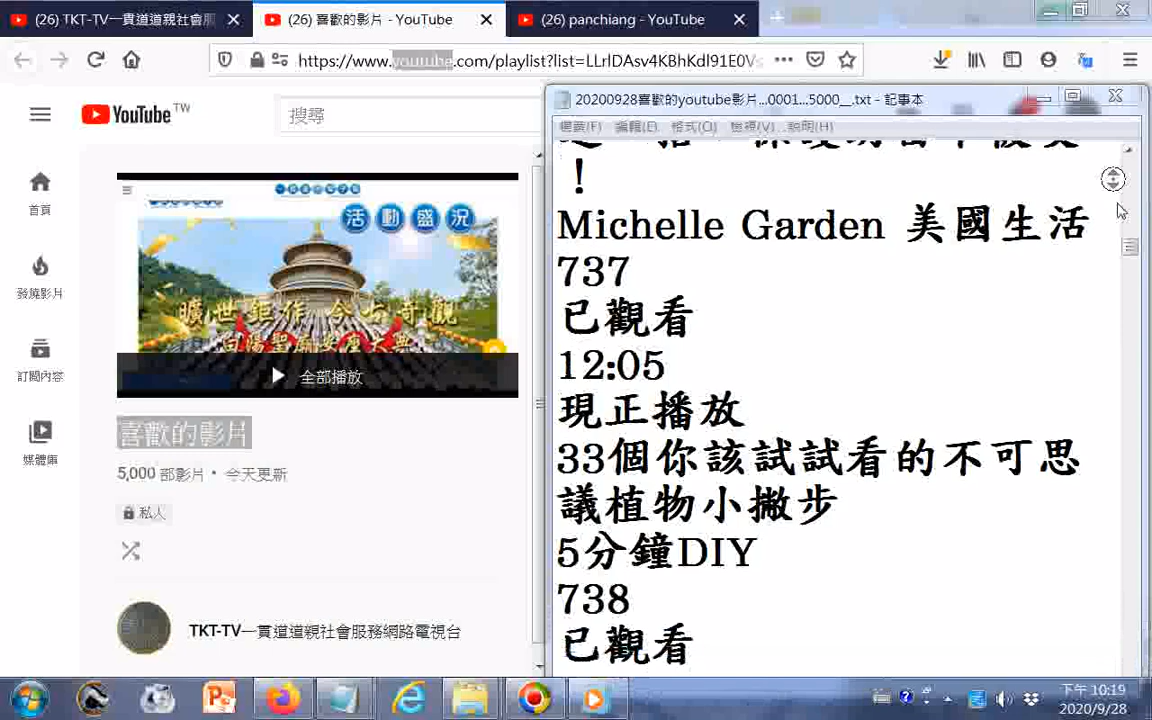 (26) TKT-TV一貫道道親社會服
(26) 喜歡的影片 - YouTube
(26) panchiang - YouTube
https://www.youtube.com/playlist?list=LLrlDAsv4KBhKdl91E0Vs
YouTube TW
搜尋
首頁
發燒影片
訂閱內容
媒體庫
活動盛況
曠世鉅作 今古奇觀
白陽聖廟安座大典
全部播放
喜歡的影片
5,000 部影片・今天更新
私人
TKT-TV一貫道道親社會服務網路電視台
20200928喜歡的youtube影片...0001...5000__.txt - 記事本
檔案(F) 編輯(E) 格式(O) 檢視(V) 說明(H)
！
Michelle Garden 美國生活
737
已觀看
12:05
現正播放
33個你該試試看的不可思
議植物小撇步
5分鐘DIY
738
已觀看
下午 10:19
2020/9/28